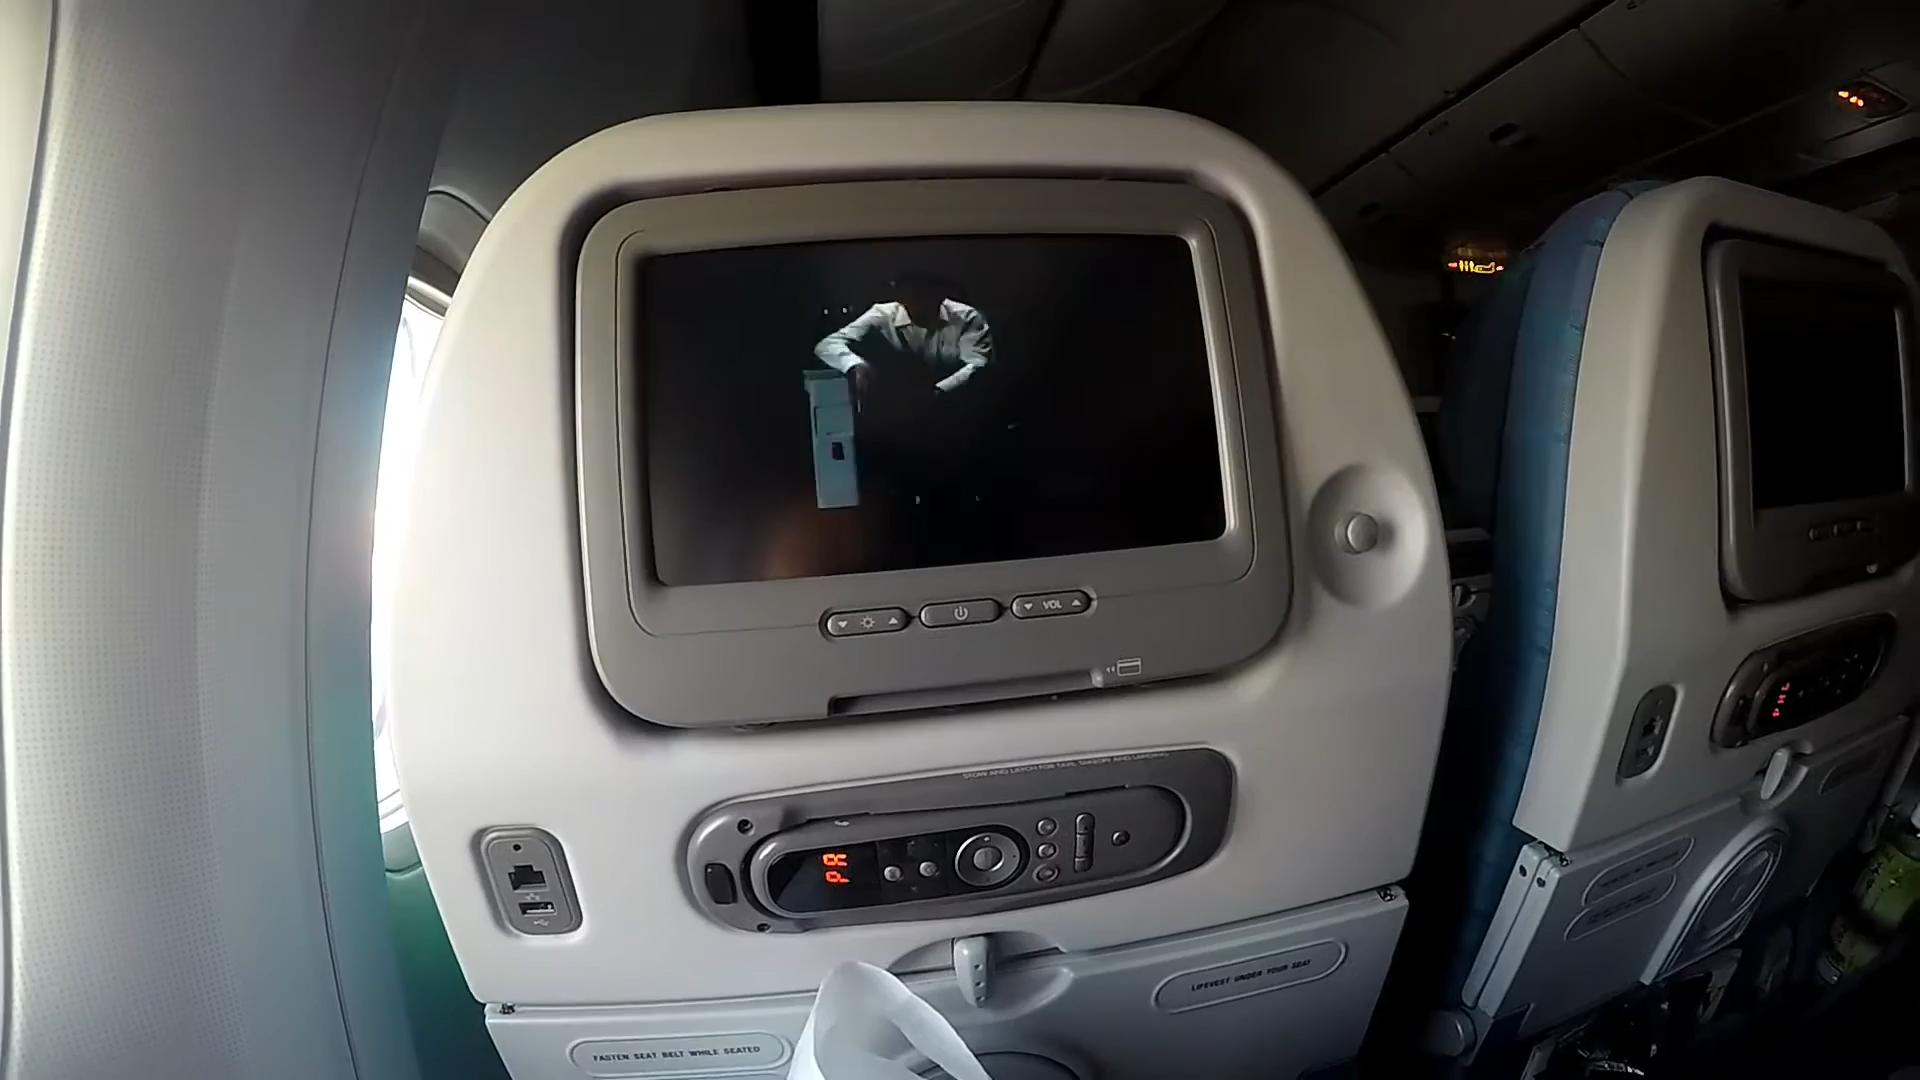 VOL
STOW AND LATCH FOR TAXI, TAKEOFF AND LANDING
LIFEVEST UNDER YOUR SEAT
FASTEN SEAT BELT WHILE SEATED